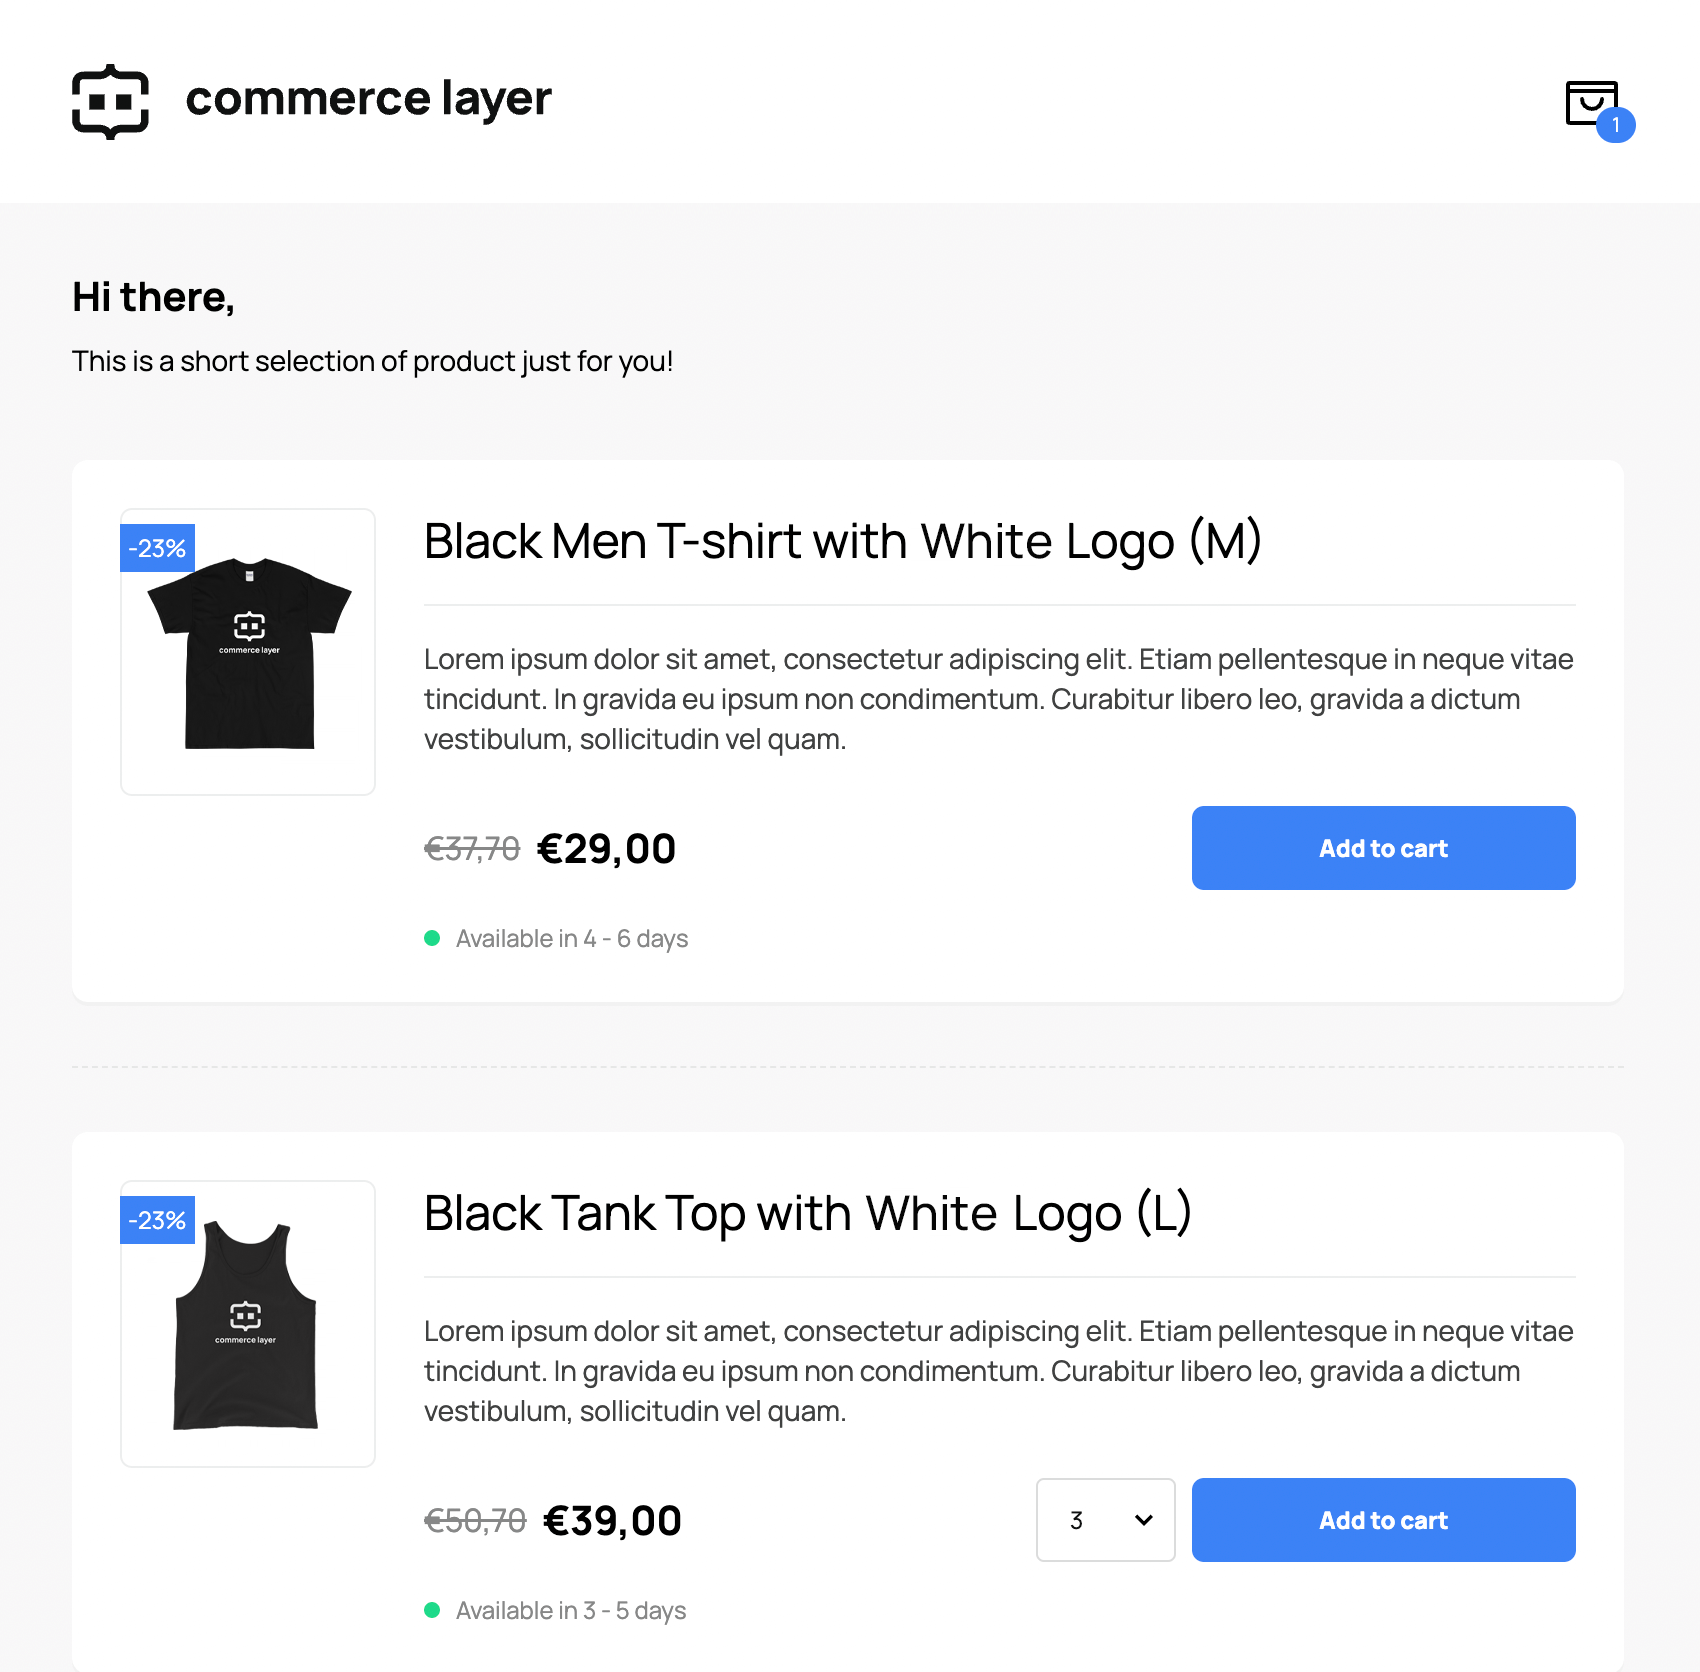 commerce layer
1
Hi there,
This is a short selection of product just for you!
-23%
commerce layer
Black Men T-shirt with White Logo (M)
Lorem ipsum dolor sit amet, consectetur adipiscing elit. Etiam pellentesque in neque vitae
tincidunt. In gravida eu ipsum non condimentum. Curabitur libero leo, gravida a dictum
vestibulum, sollicitudin vel quam.
€37,70 €29,00
Add to cart
Available in 4 - 6 days
-23%
commerce layer
Black Tank Top with White Logo (L)
Lorem ipsum dolor sit amet, consectetur adipiscing elit. Etiam pellentesque in neque vitae
tincidunt. In gravida eu ipsum non condimentum. Curabitur libero leo, gravida a dictum
vestibulum, sollicitudin vel quam.
€50,70 €39,00
3
Add to cart
Available in 3 - 5 days